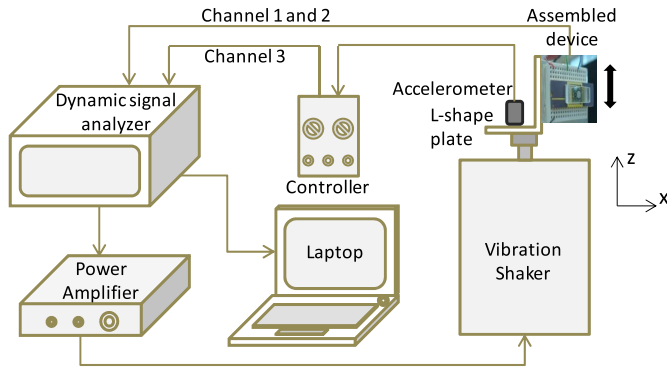 Channel 1 and 2
Assembled
device
Channel 3
Dynamic signal
analyzer
Accelerometer
L-shape
plate
Controller
z
x
Laptop
Vibration
Shaker
Power
Amplifier